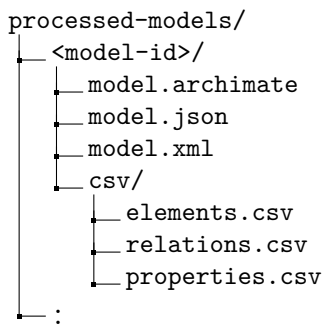 processed-models/
<model-id>/
model.archimate
model.json
model.xml
csv/
elements.csv
relations.csv
properties.csv
: